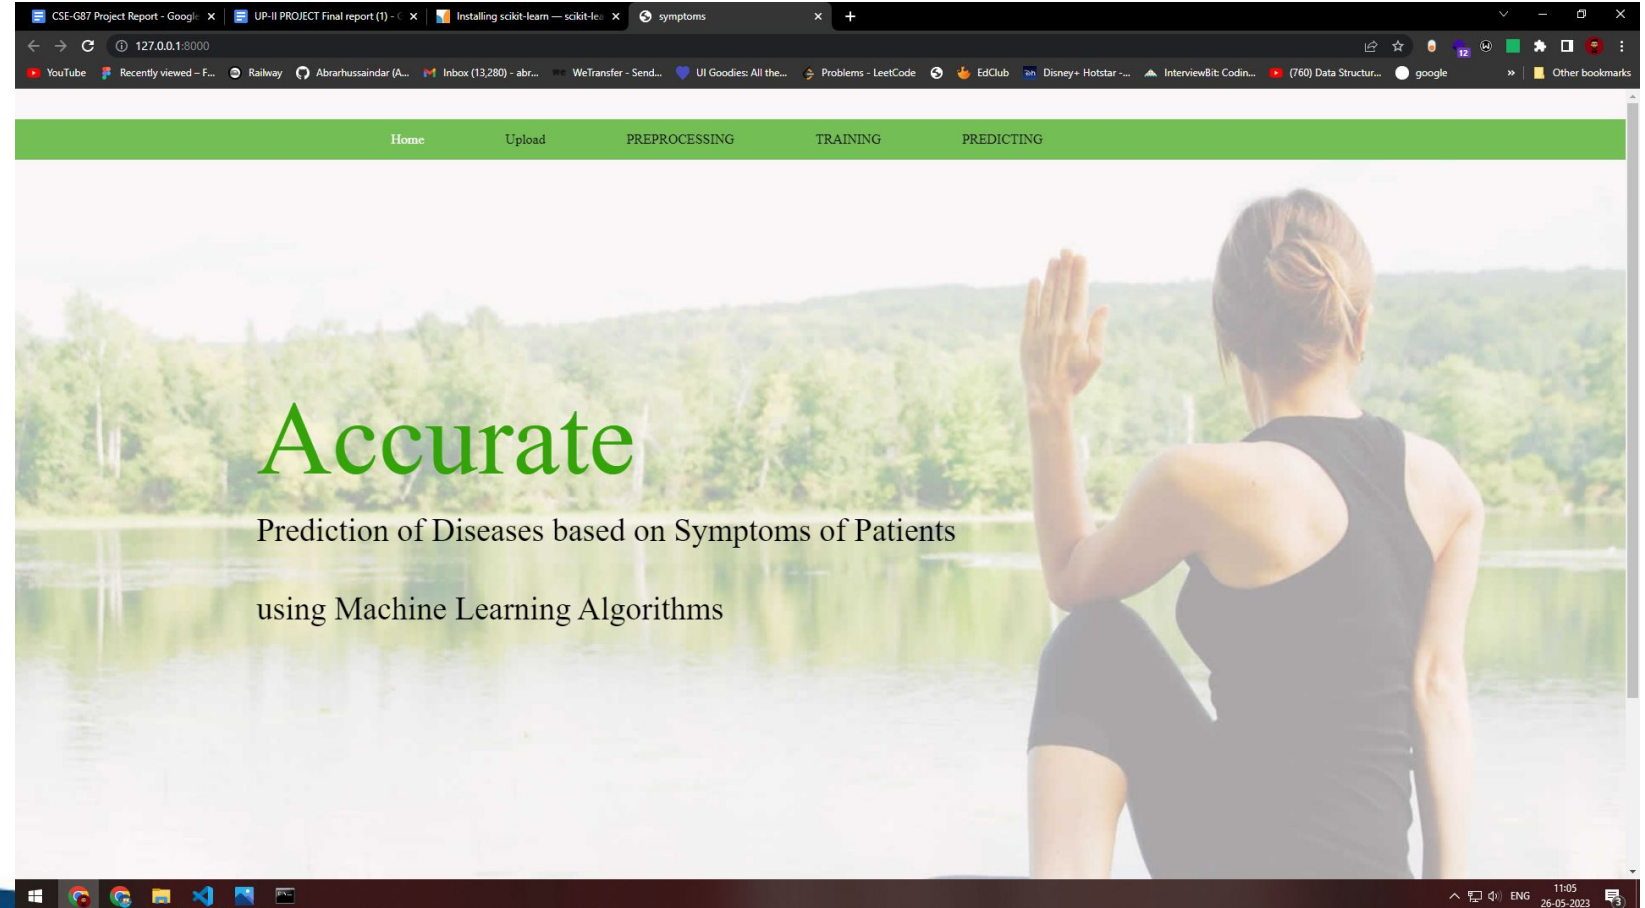 CSE-G87 Project Report - Google
UP-II PROJECT Final report (1) - G
Installing scikit-learn — scikit-lea
symptoms
127.0.0.1:8000
12
YouTube
Recently viewed – F...
Railway
Abrarhussaindar (A...
Inbox (13,280) - abr...
WeTransfer - Send...
UI Goodies: All the...
Problems - LeetCode
EdClub
Disney+ Hotstar -...
InterviewBit: Codin...
(760) Data Structur...
google
»
Other bookmarks
Home
Upload
PREPROCESSING
TRAINING
PREDICTING
Accurate
Prediction of Diseases based on Symptoms of Patients
using Machine Learning Algorithms
ENG
11:05
26-05-2023
3